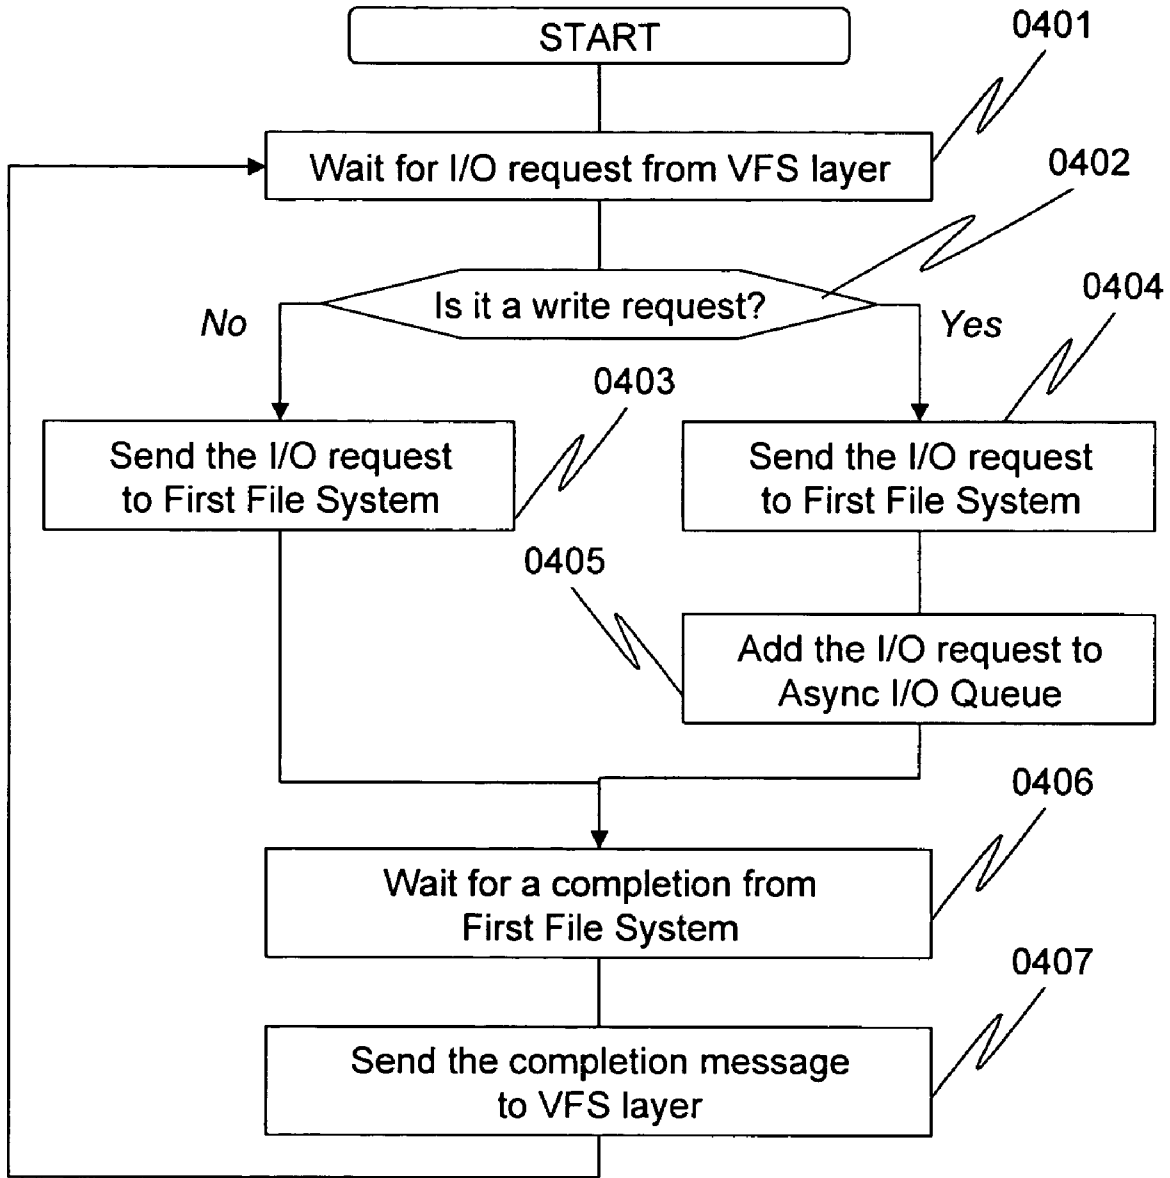 START
0401
Wait for I/O request from VFS layer
0402
Is it a write request?
No
Yes
0404
0403
Send the I/O request
to First File System
Send the I/O request
to First File System
0405
Add the I/O request to
Async I/O Queue
0406
Wait for a completion from
First File System
0407
Send the completion message
to VFS layer